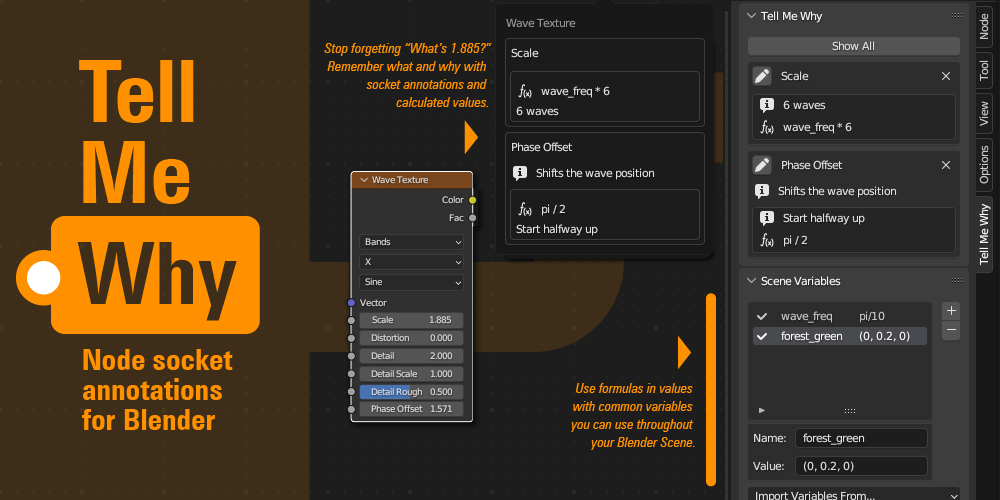 Tell
Me
Why
Node socket
annotations
for Blender
Stop forgetting “What’s 1.885?”
Remember what and why with
socket annotations and
calculated values.
Wave Texture
Color
Fac
Bands
X
Sine
Vector
Scale 1.885
Distortion 0.000
Detail 2.000
Detail Scale 1.000
Detail Rough 0.500
Phase Offset 1.571
Wave Texture
Scale
f(x) wave_freq * 6
6 waves
Phase Offset
Shifts the wave position
f(x) pi / 2
Start halfway up
Use formulas in values
with common variables
you can use throughout
your Blender Scene.
Tell Me Why
Show All
Scale
6 waves
f(x) wave_freq * 6
Phase Offset
Shifts the wave position
Start halfway up
f(x) pi / 2
Scene Variables
wave_freq pi/10
forest_green (0, 0.2, 0)
Name: forest_green
Value: (0, 0.2, 0)
Import Variables From...
Node
Tool
View
Options
Tell Me Why